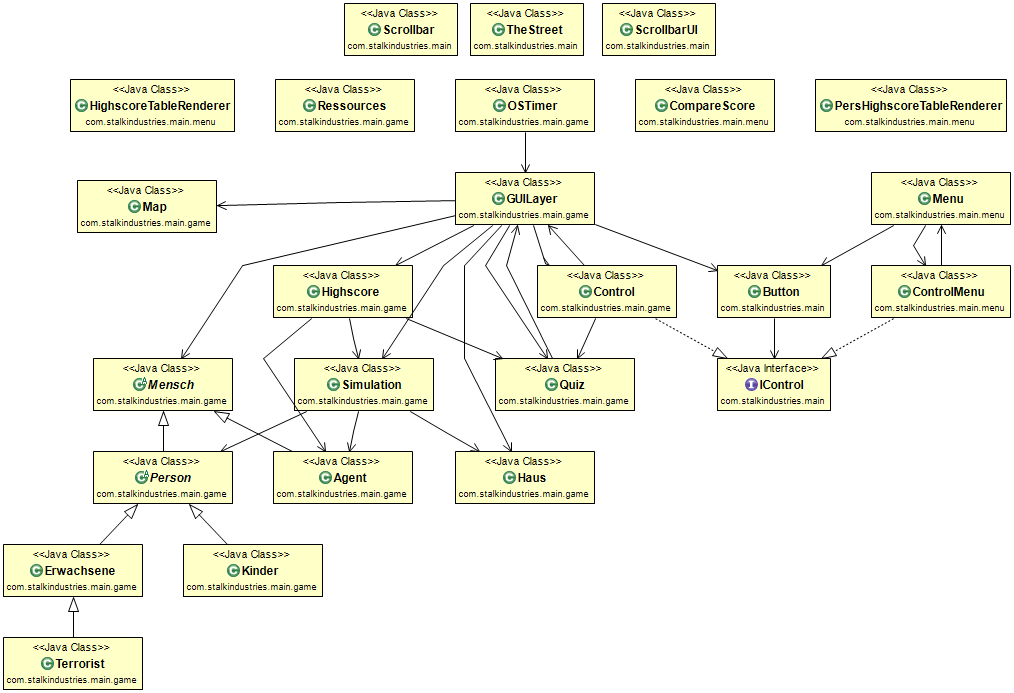 <<Java Class>>
Scrollbar
com.stalkindustries.main
<<Java Class>>
TheStreet
com.stalkindustries.main
<<Java Class>>
ScrollbarUI
com.stalkindustries.main
<<Java Class>>
HighscoreTableRenderer
com.stalkindustries.main.menu
<<Java Class>>
Ressources
com.stalkindustries.main.game
<<Java Class>>
OSTimer
com.stalkindustries.main.game
<<Java Class>>
CompareScore
com.stalkindustries.main.menu
<<Java Class>>
PersHighscoreTableRenderer
com.stalkindustries.main.menu
<<Java Class>>
Map
com.stalkindustries.main.game
<<Java Class>>
GUILayer
com.stalkindustries.main.game
<<Java Class>>
Menu
com.stalkindustries.main.menu
<<Java Class>>
Highscore
com.stalkindustries.main.game
<<Java Class>>
Control
com.stalkindustries.main.game
<<Java Class>>
Button
com.stalkindustries.main
<<Java Class>>
ControlMenu
com.stalkindustries.main.menu
<<Java Class>>
Mensch
com.stalkindustries.main.game
<<Java Class>>
Simulation
com.stalkindustries.main.game
<<Java Class>>
Quiz
com.stalkindustries.main.game
<<Java Interface>>
IControl
com.stalkindustries.main
<<Java Class>>
Person
com.stalkindustries.main.game
<<Java Class>>
Agent
com.stalkindustries.main.game
<<Java Class>>
Haus
com.stalkindustries.main.game
<<Java Class>>
Erwachsene
com.stalkindustries.main.game
<<Java Class>>
Kinder
com.stalkindustries.main.game
<<Java Class>>
Terrorist
com.stalkindustries.main.game